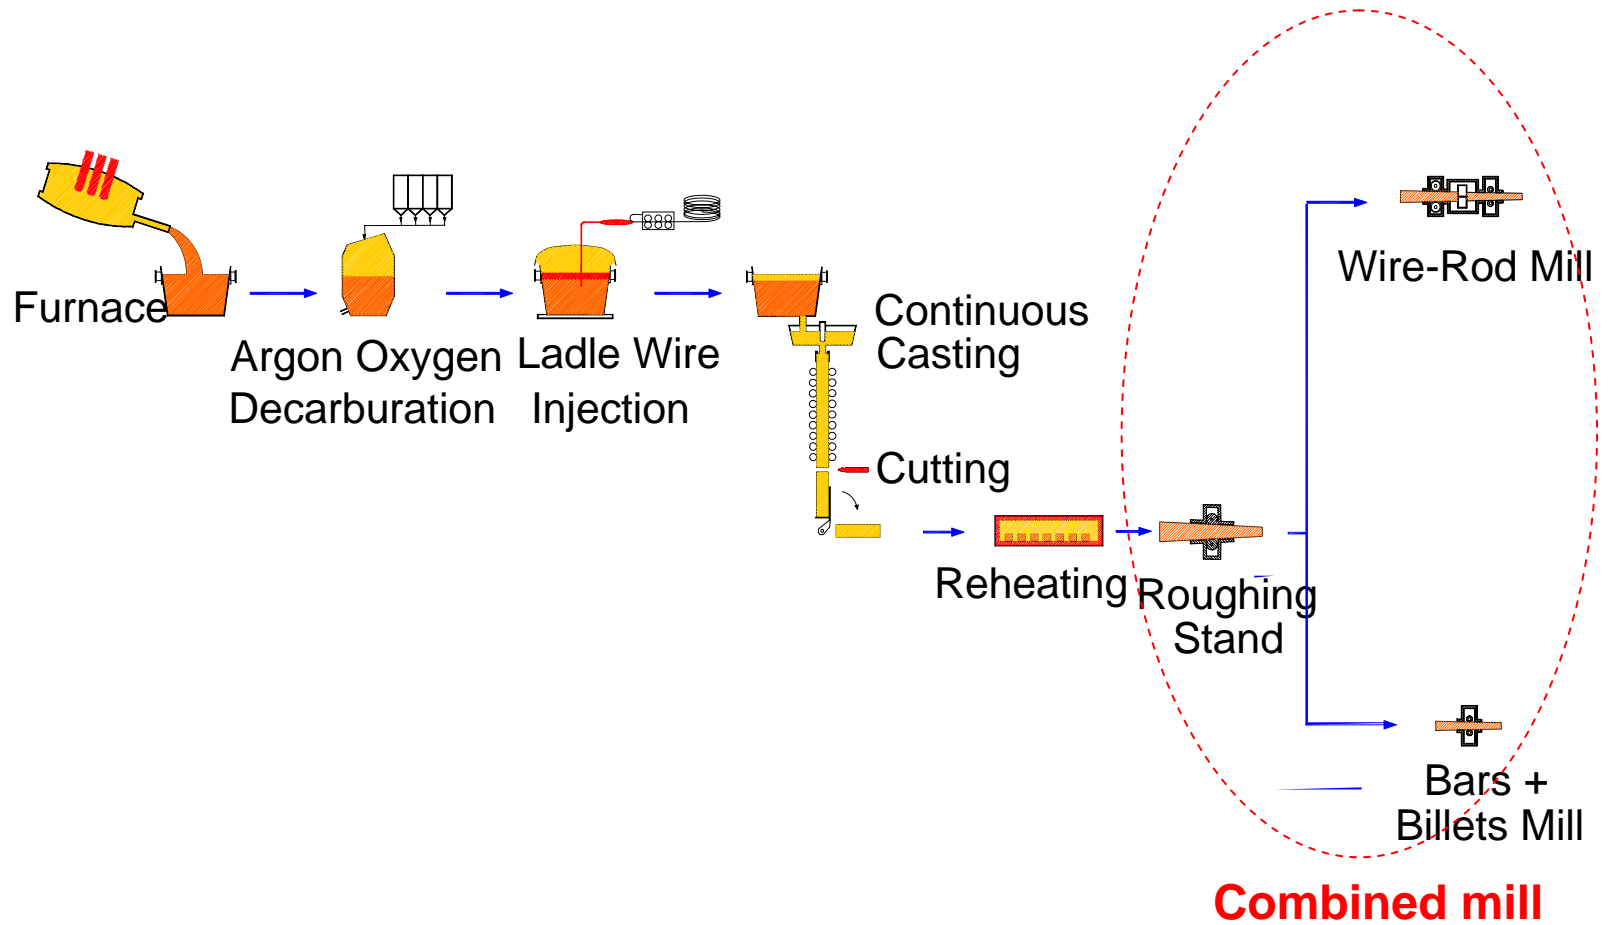 Furnace
Argon Oxygen
Decarburation
Ladle Wire
Injection
Continuous
Casting
Cutting
Reheating
Roughing
Stand
Wire-Rod Mill
Bars +
Billets Mill
Combined mill